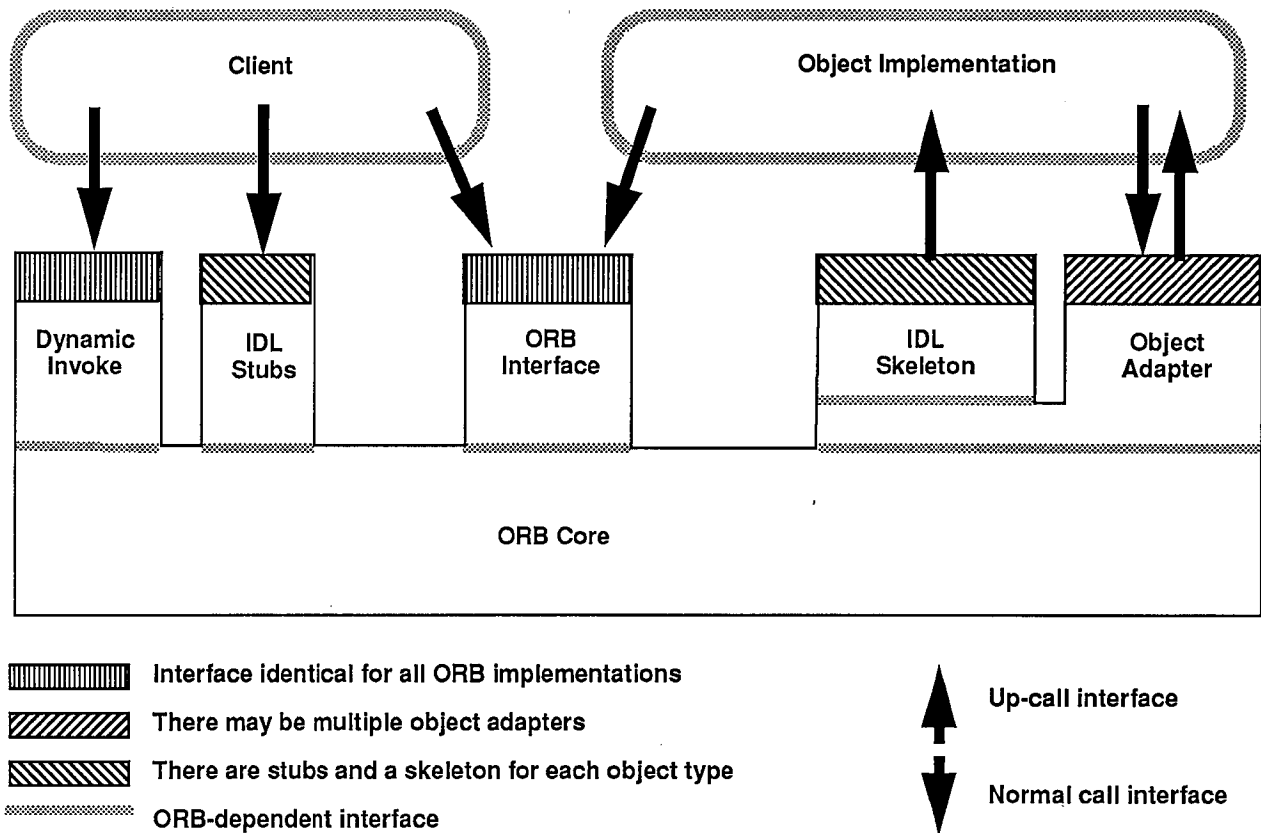 Client
Object Implementation
Dynamic
Invoke
IDL
Stubs
ORB
Interface
IDL
Skeleton
Object
Adapter
ORB Core
Interface identical for all ORB implementations
There may be multiple object adapters
There are stubs and a skeleton for each object type
ORB-dependent interface
Up-call interface
Normal call interface